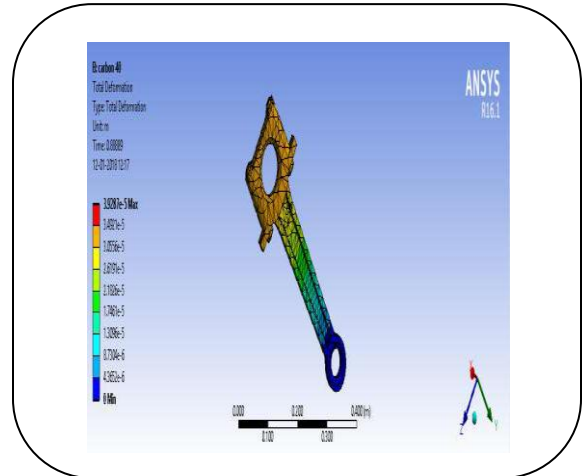 B: carbon 40
Total Deformation
Type: Total Deformation
Unit: m
Time: 0.88889
12-01-2018 12:17
3.9287e-5 Max
3.4921e-5
3.0556e-5
2.6191e-5
2.1826e-5
1.7461e-5
1.3096e-5
8.7304e-6
4.3652e-6
0 Min
ANSYS
R16.1
0.000
0.200
0.400 (m)
0.100
0.300
X
Y
Z